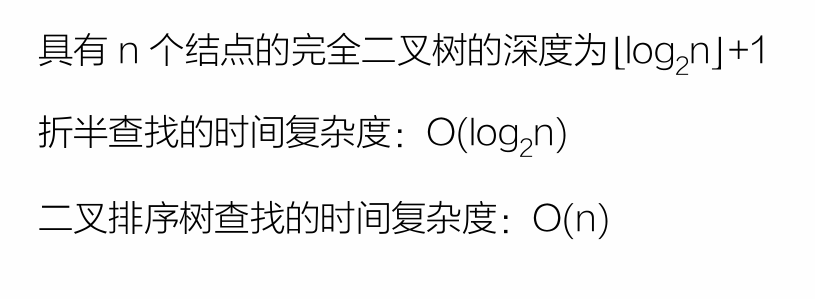 具有 n 个结点的完全二叉树的深度为⌊log₂n⌋+1
折半查找的时间复杂度：O(log₂n)
二叉排序树查找的时间复杂度：O(n)